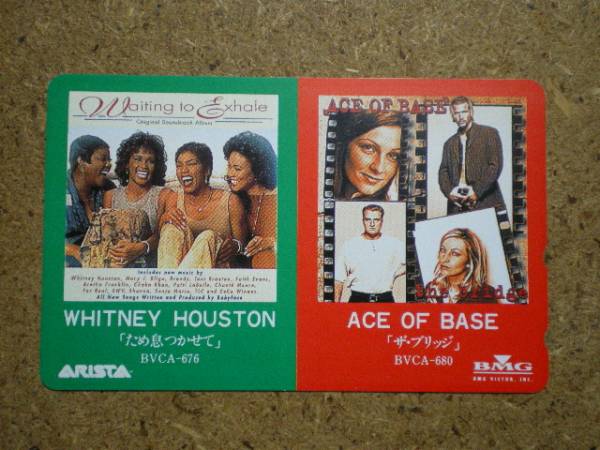 Waiting to Exhale
Original Soundtrack Album
Includes new music by
Whitney Houston, Mary J. Blige, Brandy, Toni Braxton, Faith Evans,
Aretha Franklin, Chaka Khan, Patti LaBelle, Chanté Moore,
For Real, SWV, Shanna, Sonja Marie, TLC and CeCe Winans.
All New Songs Written and Produced by Babyface
WHITNEY HOUSTON
「ため息つかせて」
BVCA-676
ARISTA
ACE OF BASE
The Bridge
ACE OF BASE
「ザ・ブリッジ」
BVCA-680
BMG
BMG VICTOR, INC.